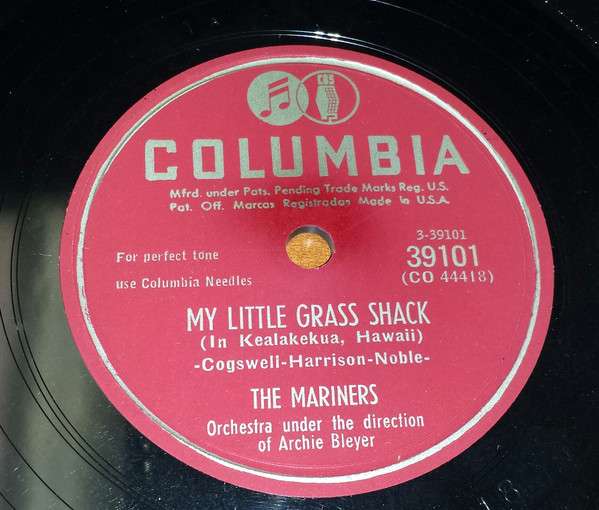 CBS
COLUMBIA
Mfrd. under Pats. Pending Trade Marks Reg. U.S.
Pat. Off. Marcas Registradas Made in U.S.A.
For perfect tone
use Columbia Needles
3-39101
39101
(CO 44418)
MY LITTLE GRASS SHACK
(In Kealakekua, Hawaii)
-Cogswell-Harrison-Noble-
THE MARINERS
Orchestra under the direction
of Archie Bleyer